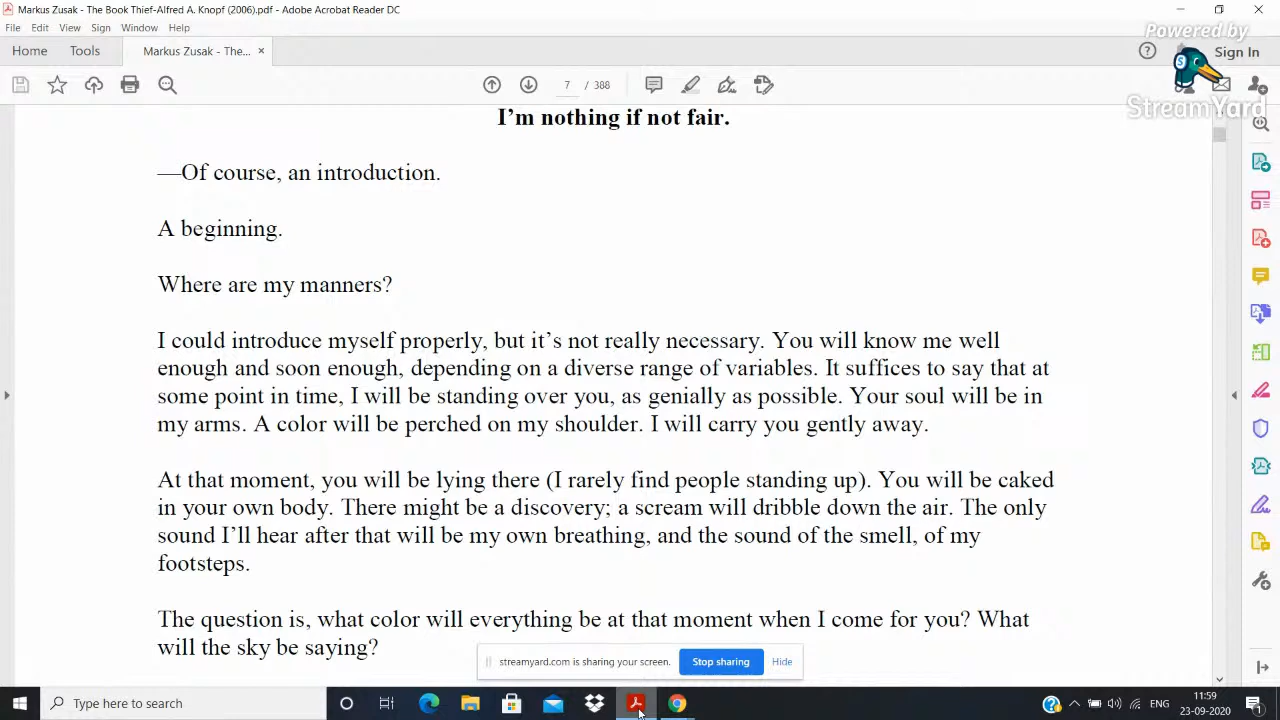 Markus Zusak - The Book Thief-Alfred A. Knopf (2006).pdf - Adobe Acrobat Reader DC
File Edit View Sign Window Help
Powered by
StreamYard
Home Tools Markus Zusak - The... × Sign In
7 / 388
I'm nothing if not fair.
—Of course, an introduction.
A beginning.
Where are my manners?
I could introduce myself properly, but it's not really necessary. You will know me well
enough and soon enough, depending on a diverse range of variables. It suffices to say that at
some point in time, I will be standing over you, as genially as possible. Your soul will be in
my arms. A color will be perched on my shoulder. I will carry you gently away.
At that moment, you will be lying there (I rarely find people standing up). You will be caked
in your own body. There might be a discovery; a scream will dribble down the air. The only
sound I'll hear after that will be my own breathing, and the sound of the smell, of my
footsteps.
The question is, what color will everything be at that moment when I come for you? What
will the sky be saying?
streamyard.com is sharing your screen. Stop sharing Hide
Type here to search
ENG
11:59
23-09-2020
1